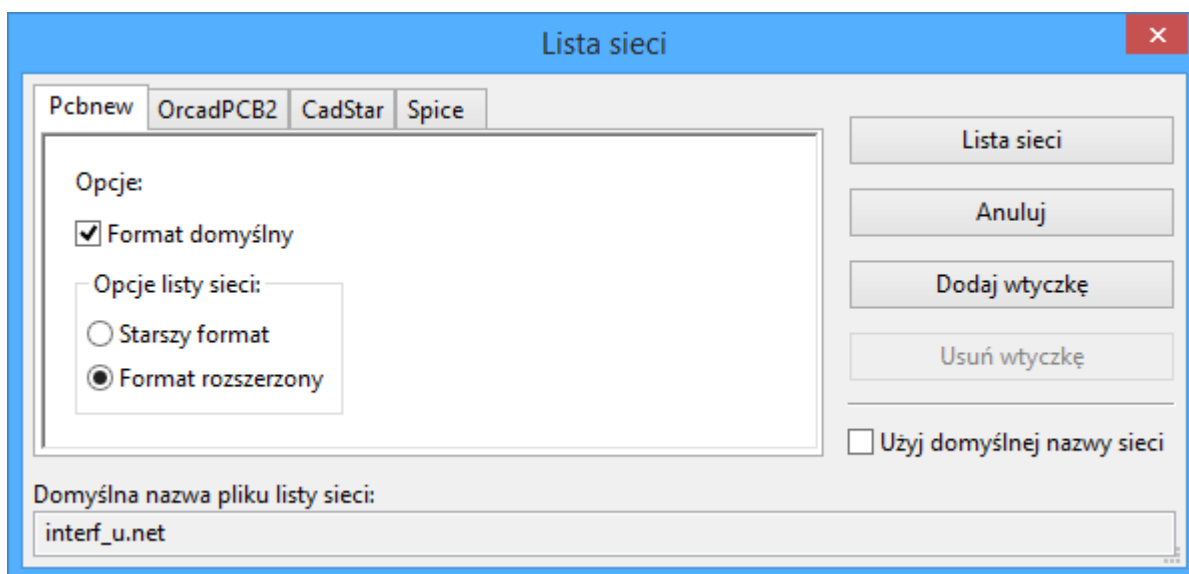 Lista sieci
Pcbnew OrcadPCB2 CadStar Spice
Opcje:
Format domyślny
Opcje listy sieci:
Starszy format
Format rozszerzony
Lista sieci
Anuluj
Dodaj wtyczkę
Usuń wtyczkę
Użyj domyślnej nazwy sieci
Domyślna nazwa pliku listy sieci:
interf_u.net